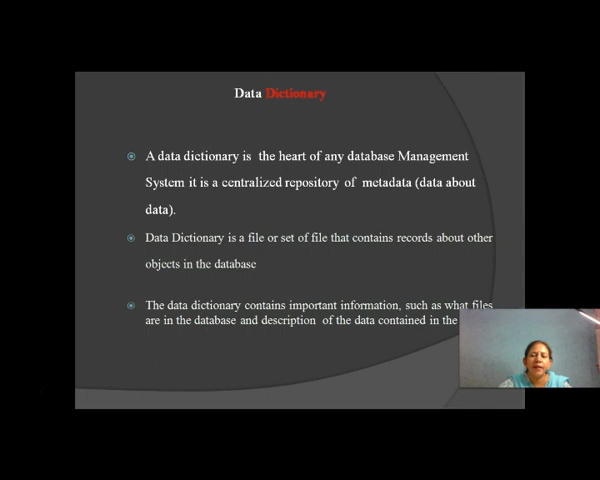 Data Dictionary
A data dictionary is the heart of any database Management
System it is a centralized repository of metadata (data about
data).
Data Dictionary is a file or set of file that contains records about other
objects in the database
The data dictionary contains important information, such as what files
are in the database and description of the data contained in the